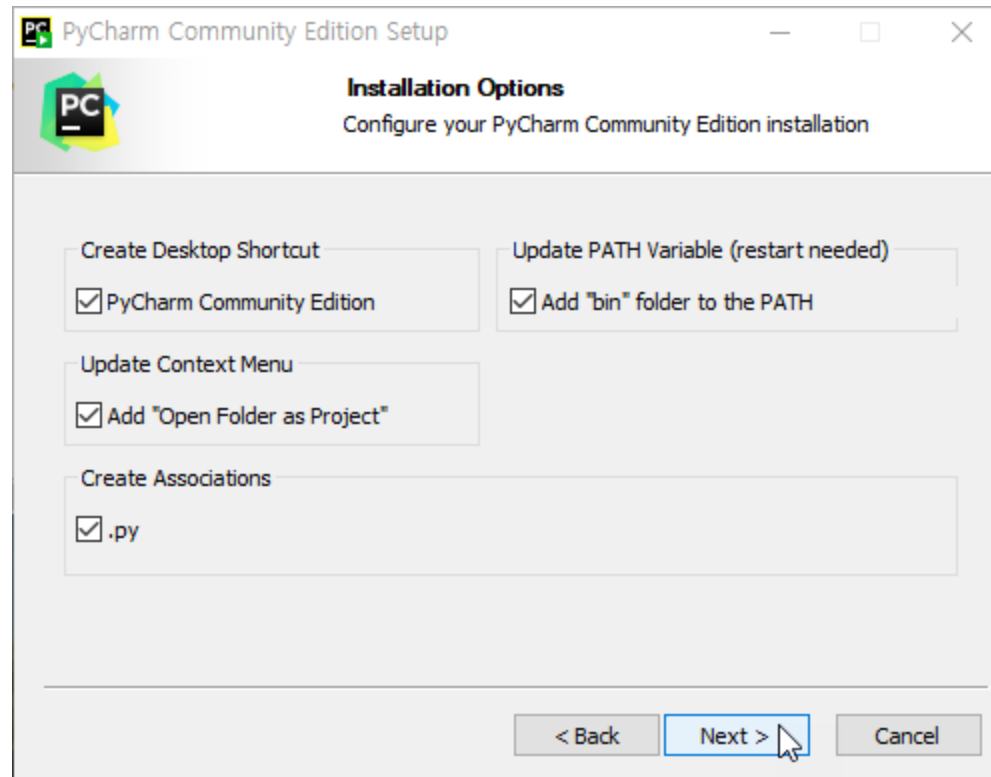 PyCharm Community Edition Setup
PC
Installation Options
Configure your PyCharm Community Edition installation
Create Desktop Shortcut
PyCharm Community Edition
Update PATH Variable (restart needed)
Add "bin" folder to the PATH
Update Context Menu
Add "Open Folder as Project"
Create Associations
.py
< Back
Next >
Cancel